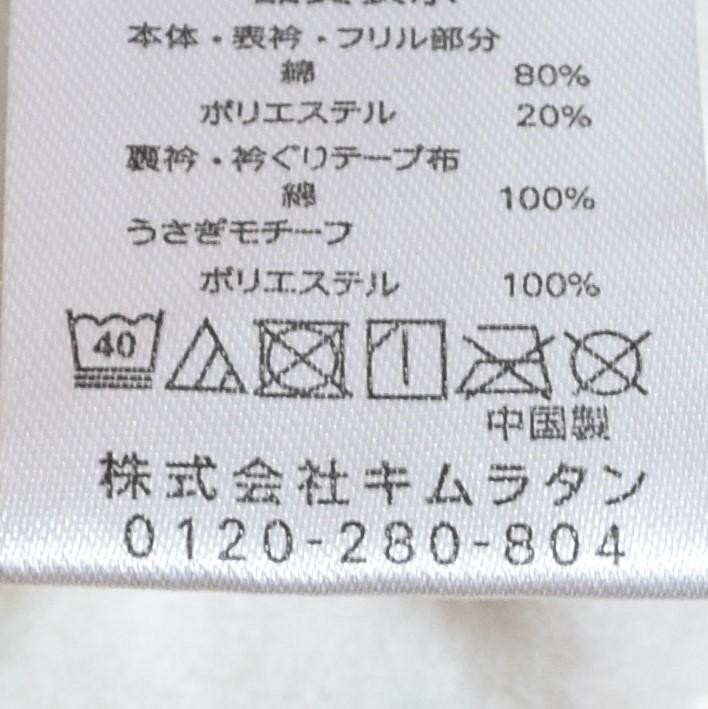 本体・表衿・フリル部分
綿 80%
ポリエステル 20%
裏衿・衿ぐりテープ布
綿 100%
うさぎモチーフ
ポリエステル 100%
40
中国製
株式会社キムラタン
0120-280-804